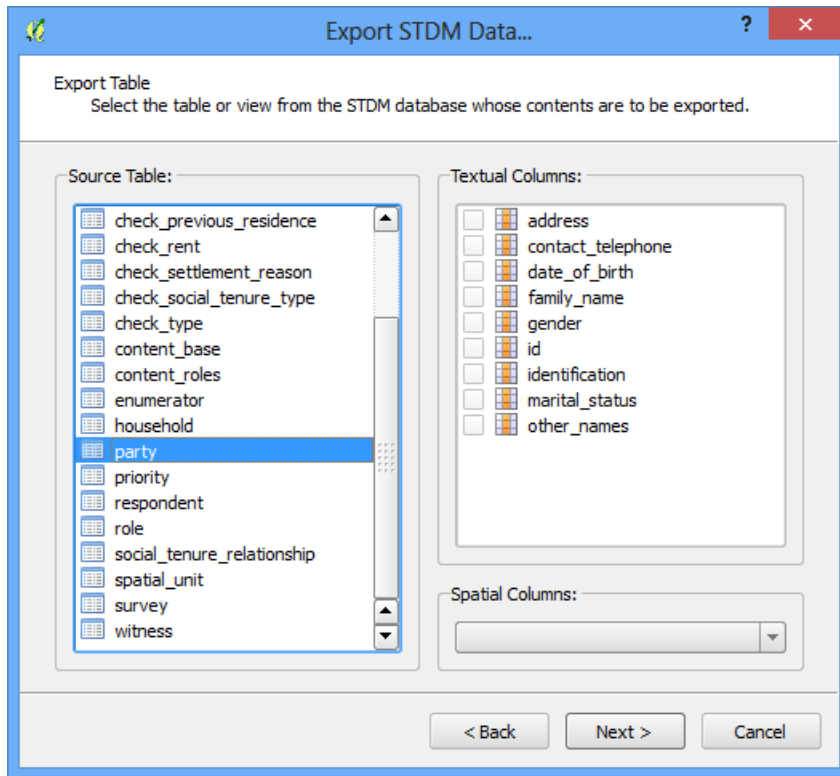 Export STDM Data...
?
Export Table
Select the table or view from the STDM database whose contents are to be exported.
Source Table:
check_previous_residence
check_rent
check_settlement_reason
check_social_tenure_type
check_type
content_base
content_roles
enumerator
household
party
priority
respondent
role
social_tenure_relationship
spatial_unit
survey
witness
Textual Columns:
address
contact_telephone
date_of_birth
family_name
gender
id
identification
marital_status
other_names
Spatial Columns:
< Back
Next >
Cancel